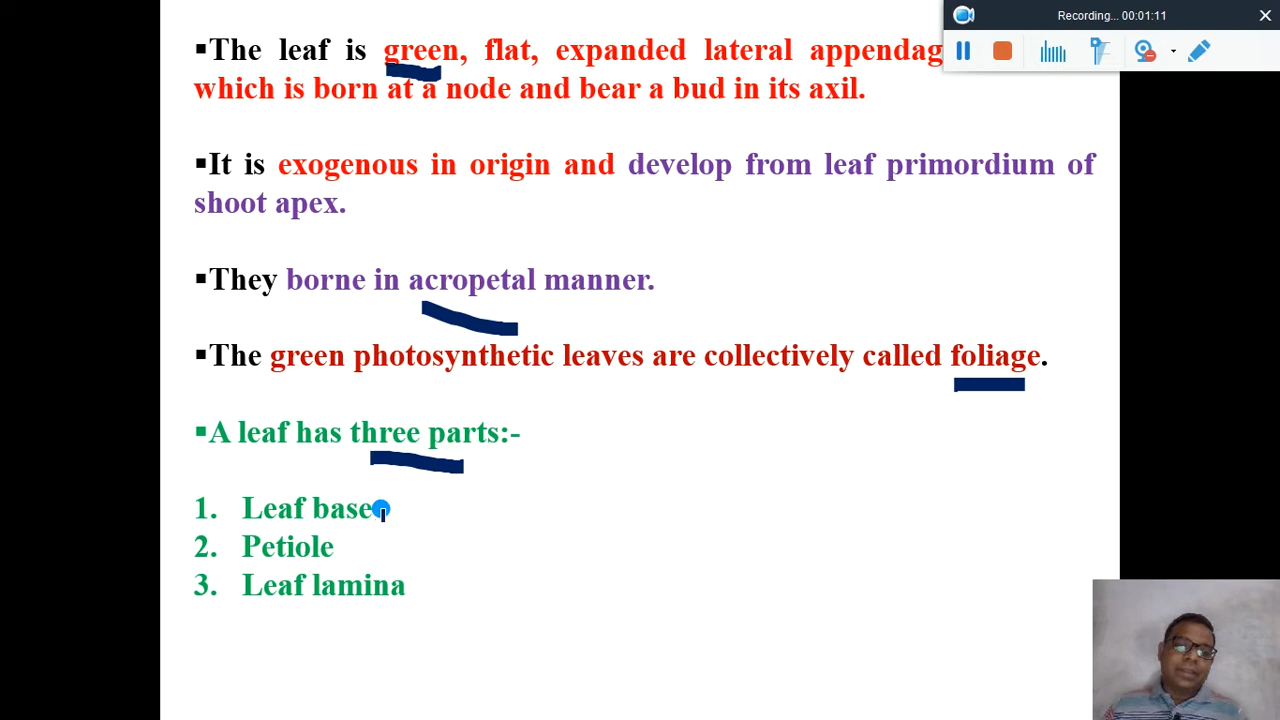 Recording... 00:01:11
▪The leaf is green, flat, expanded lateral appendag
which is born at a node and bear a bud in its axil.
▪It is exogenous in origin and develop from leaf primordium of
shoot apex.
▪They borne in acropetal manner.
▪The green photosynthetic leaves are collectively called foliage.
▪A leaf has three parts:-
1. Leaf base
2. Petiole
3. Leaf lamina